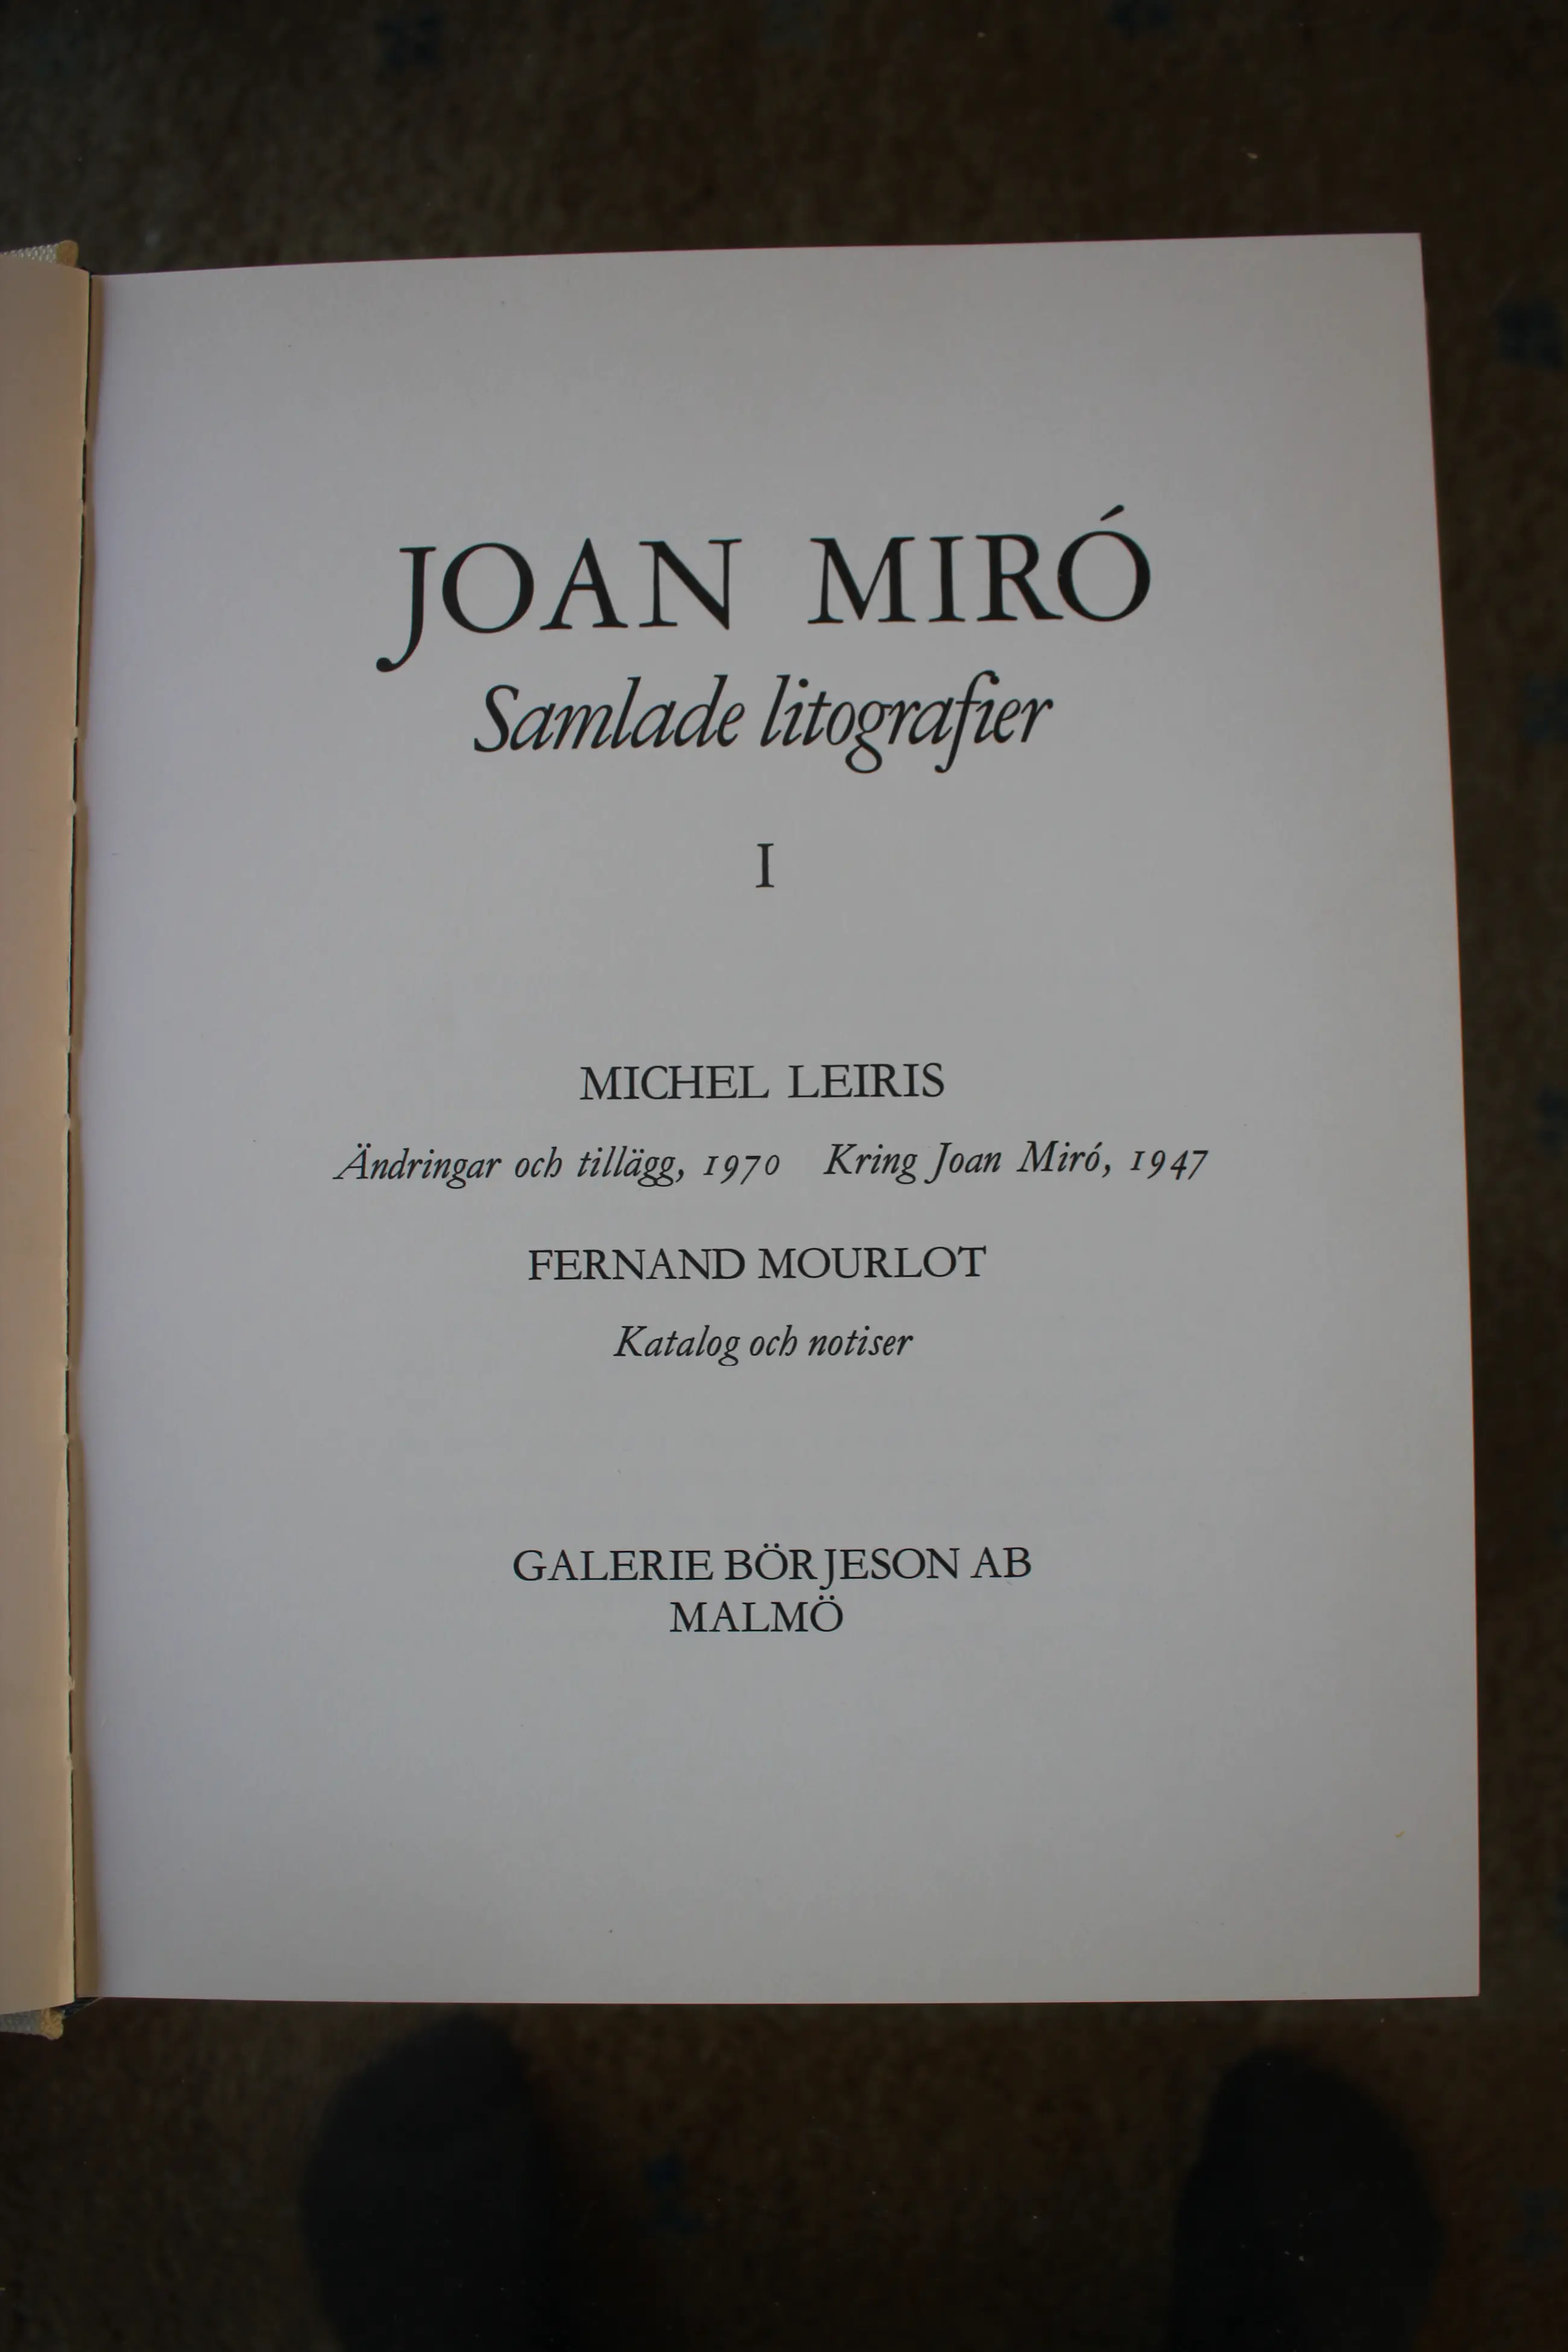 JOAN MIRÓ
Samlade litografier
I
MICHEL LEIRIS
Ändringar och tillägg, 1970 Kring Joan Miró, 1947
FERNAND MOURLOT
Katalog och notiser
GALERIE BÖRJESON AB
MALMÖ